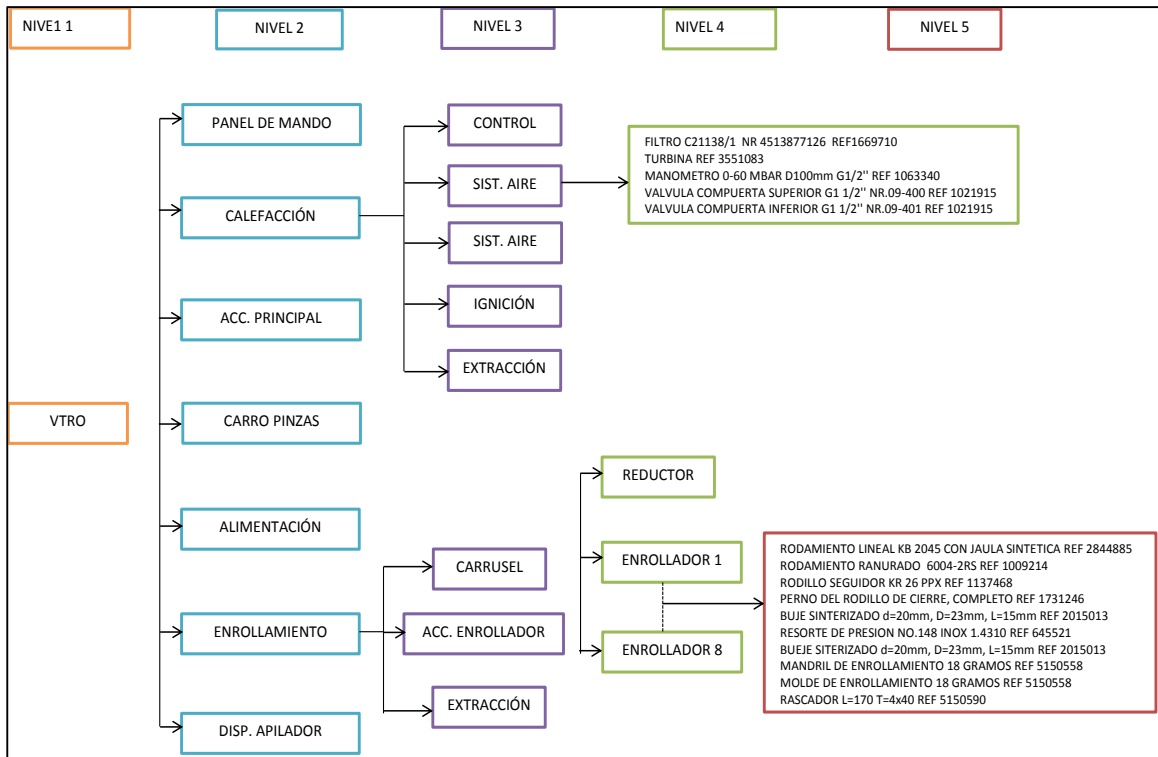 NIVE1 1
NIVEL 2
NIVEL 3
NIVEL 4
NIVEL 5
VTRO
PANEL DE MANDO
CALEFACCIÓN
ACC. PRINCIPAL
CARRO PINZAS
ALIMENTACIÓN
ENROLLAMIENTO
DISP. APILADOR
CONTROL
SIST. AIRE
SIST. AIRE
IGNICIÓN
EXTRACCIÓN
CARRUSEL
ACC. ENROLLADOR
EXTRACCIÓN
FILTRO C21138/1 NR 4513877126 REF1669710
TURBINA REF 3551083
MANOMETRO 0-60 MBAR D100mm G1/2'' REF 1063340
VALVULA COMPUERTA SUPERIOR G1 1/2'' NR.09-400 REF 1021915
VALVULA COMPUERTA INFERIOR G1 1/2'' NR.09-401 REF 1021915
REDUCTOR
ENROLLADOR 1
ENROLLADOR 8
RODAMIENTO LINEAL KB 2045 CON JAULA SINTETICA REF 2844885
RODAMIENTO RANURADO 6004-2RS REF 1009214
RODILLO SEGUIDOR KR 26 PPX REF 1137468
PERNO DEL RODILLO DE CIERRE, COMPLETO REF 1731246
BUJE SINTERIZADO d=20mm, D=23mm, L=15mm REF 2015013
RESORTE DE PRESION NO.148 INOX 1.4310 REF 645521
BUEJE SITERIZADO d=20mm, D=23mm, L=15mm REF 2015013
MANDRIL DE ENROLLAMIENTO 18 GRAMOS REF 5150558
MOLDE DE ENROLLAMIENTO 18 GRAMOS REF 5150558
RASCADOR L=170 T=4x40 REF 5150590